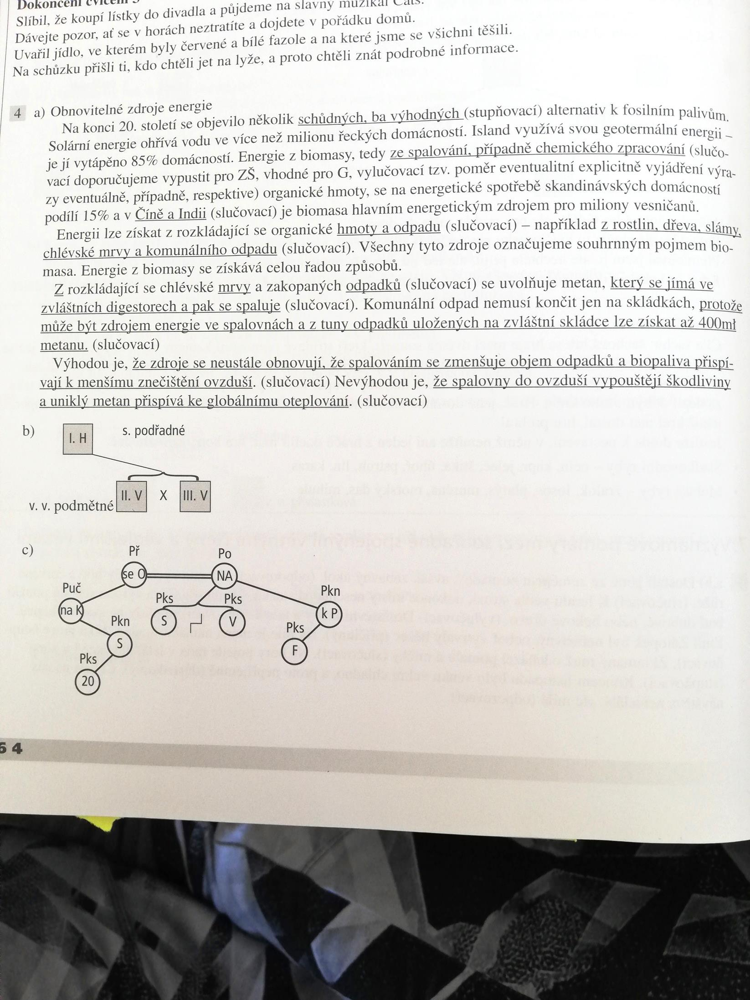 Dokončení cvičení 3
Slíbil, že koupí lístky do divadla a půjdeme na slavný muzikál Cats.
Dávejte pozor, ať se v horách neztratíte a dojdete v pořádku domů.
Uvařil jídlo, ve kterém byly červené a bílé fazole a na které jsme se všichni těšili.
Na schůzku přišli ti, kdo chtěli jet na lyže, a proto chtěli znát podrobné informace.
4 a) Obnovitelné zdroje energie
Na konci 20. století se objevilo několik schůdných, ba výhodných (stupňovací) alternativ k fosilním palivům.
Solární energie ohřívá vodu ve více než milionu řeckých domácností. Island využívá svou geotermální energii –
je jí vytápěno 85% domácností. Energie z biomasy, tedy ze spalování, případně chemického zpracování (slučo-
vací doporučujeme vypustit pro ZŠ, vhodné pro G, vylučovací tzv. poměr eventualitní explicitně vyjádření výra-
zy eventuálně, případně, respektive) organické hmoty, se na energetické spotřebě skandinávských domácností
podílí 15% a v Číně a Indii (slučovací) je biomasa hlavním energetickým zdrojem pro miliony vesničanů.
Energii lze získat z rozkládající se organické hmoty a odpadu (slučovací) – například z rostlin, dřeva, slámy,
chlévské mrvy a komunálního odpadu (slučovací). Všechny tyto zdroje označujeme souhrnným pojmem bio-
masa. Energie z biomasy se získává celou řadou způsobů.
Z rozkládající se chlévské mrvy a zakopaných odpadků (slučovací) se uvolňuje metan, který se jímá ve
zvláštních digestorech a pak se spaluje (slučovací). Komunální odpad nemusí končit jen na skládkách, protože
může být zdrojem energie ve spalovnách a z tuny odpadků uložených na zvláštní skládce lze získat až 400ml
metanu. (slučovací)
Výhodou je, že zdroje se neustále obnovují, že spalováním se zmenšuje objem odpadků a biopaliva přispí-
vají k menšímu znečištění ovzduší. (slučovací) Nevýhodou je, že spalovny do ovzduší vypouštějí škodliviny
a uniklý metan přispívá ke globálnímu oteplování. (slučovací)
b) I. H s. podřadné
v. v. podmětné II. V X III. V
c) Př Po
se O NA
Puč Pks Pks Pkn
na K S V k P
Pkn Pks
S F
Pks
20
64